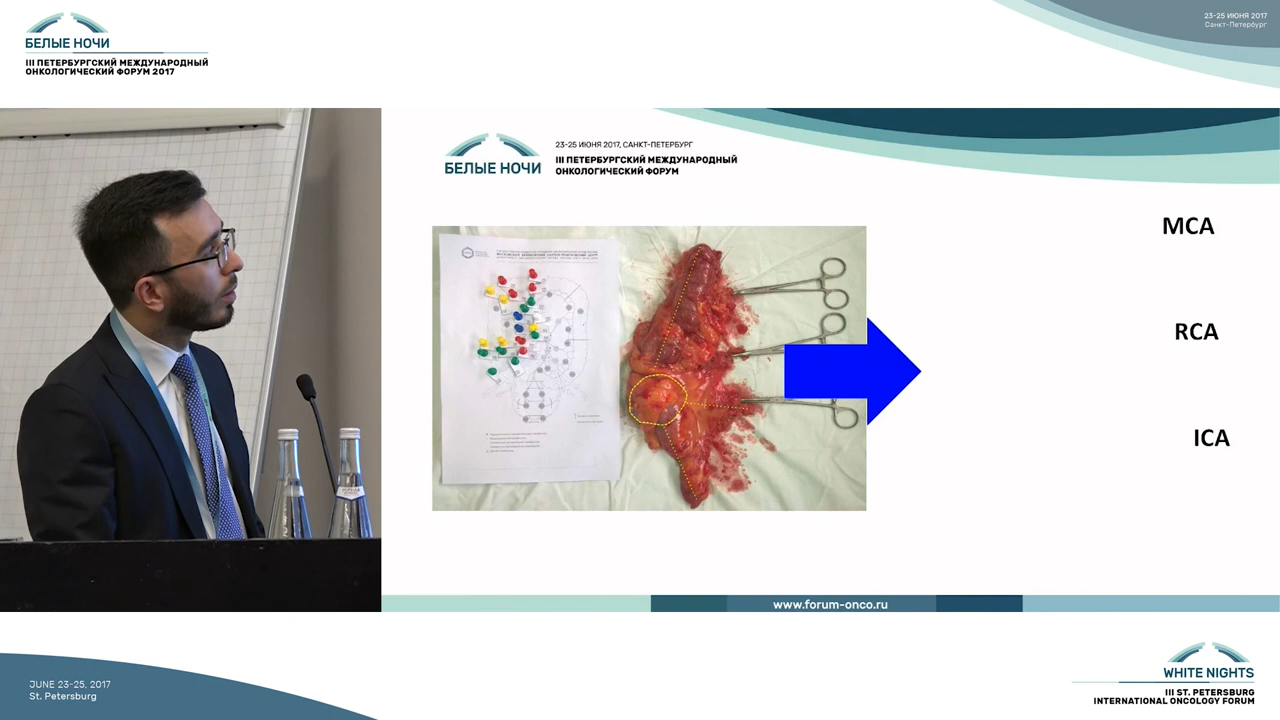 БЕЛЫЕ НОЧИ
III ПЕТЕРБУРГСКИЙ МЕЖДУНАРОДНЫЙ
ОНКОЛОГИЧЕСКИЙ ФОРУМ 2017
23-25 ИЮНЯ 2017
Санкт-Петербург
БЕЛЫЕ НОЧИ
23-25 ИЮНЯ 2017, САНКТ-ПЕТЕРБУРГ
III ПЕТЕРБУРГСКИЙ МЕЖДУНАРОДНЫЙ
ОНКОЛОГИЧЕСКИЙ ФОРУМ
MCA
RCA
ICA
www.forum-onco.ru
JUNE 23-25, 2017
St. Petersburg
WHITE NIGHTS
III ST. PETERSBURG
INTERNATIONAL ONCOLOGY FORUM